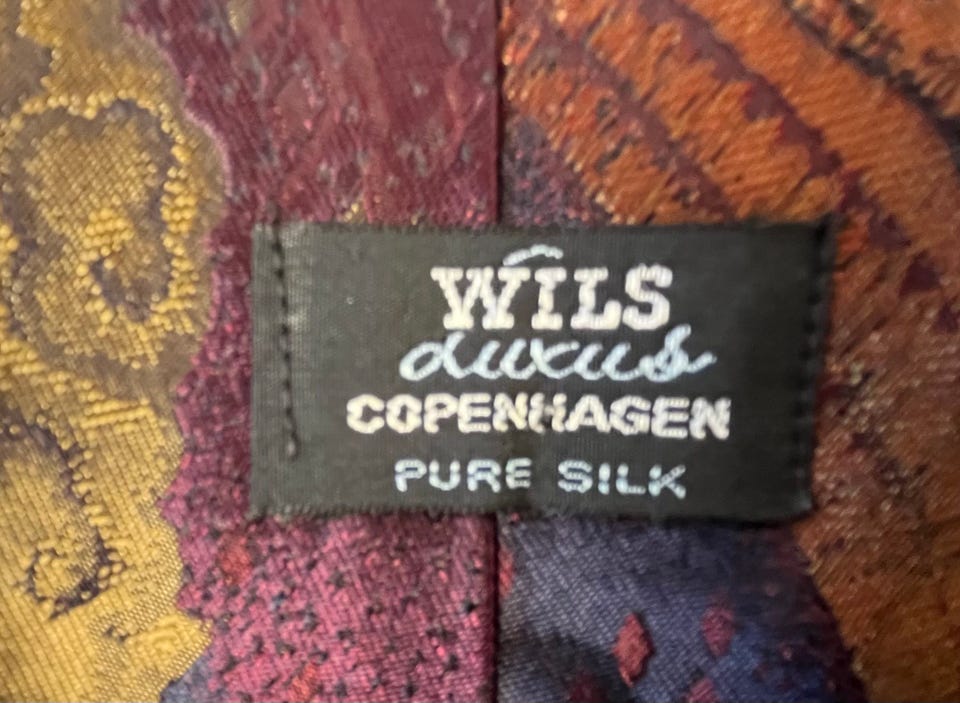 WILS
Luxus
COPENHAGEN
PURE SILK